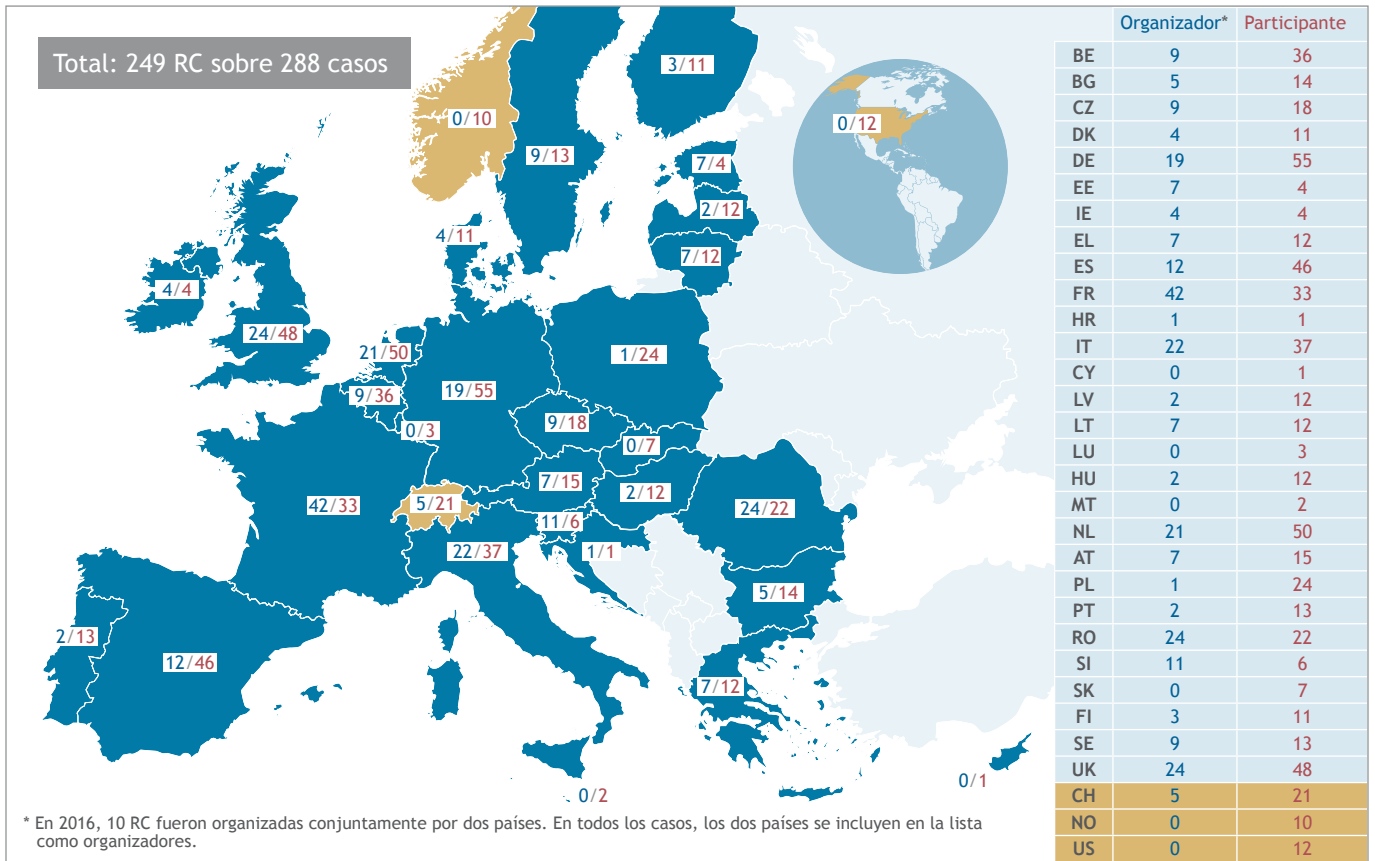 Total: 249 RC sobre 288 casos
3/11
0/10
0/12
9/13
7/4
2/12
4/11
7/12
4/4
24/48
21/50
1/24
9/36
19/55
9/18
0/3
0/7
7/15
2/12
42/33
5/21
24/22
11/6
22/37
1/1
5/14
2/13
12/46
7/12
0/1
0/2
* En 2016, 10 RC fueron organizadas conjuntamente por dos países. En todos los casos, los dos países se incluyen en la lista
como organizadores.
Organizador* Participante
BE 9 36
BG 5 14
CZ 9 18
DK 4 11
DE 19 55
EE 7 4
IE 4 4
EL 7 12
ES 12 46
FR 42 33
HR 1 1
IT 22 37
CY 0 1
LV 2 12
LT 7 12
LU 0 3
HU 2 12
MT 0 2
NL 21 50
AT 7 15
PL 1 24
PT 2 13
RO 24 22
SI 11 6
SK 0 7
FI 3 11
SE 9 13
UK 24 48
CH 5 21
NO 0 10
US 0 12